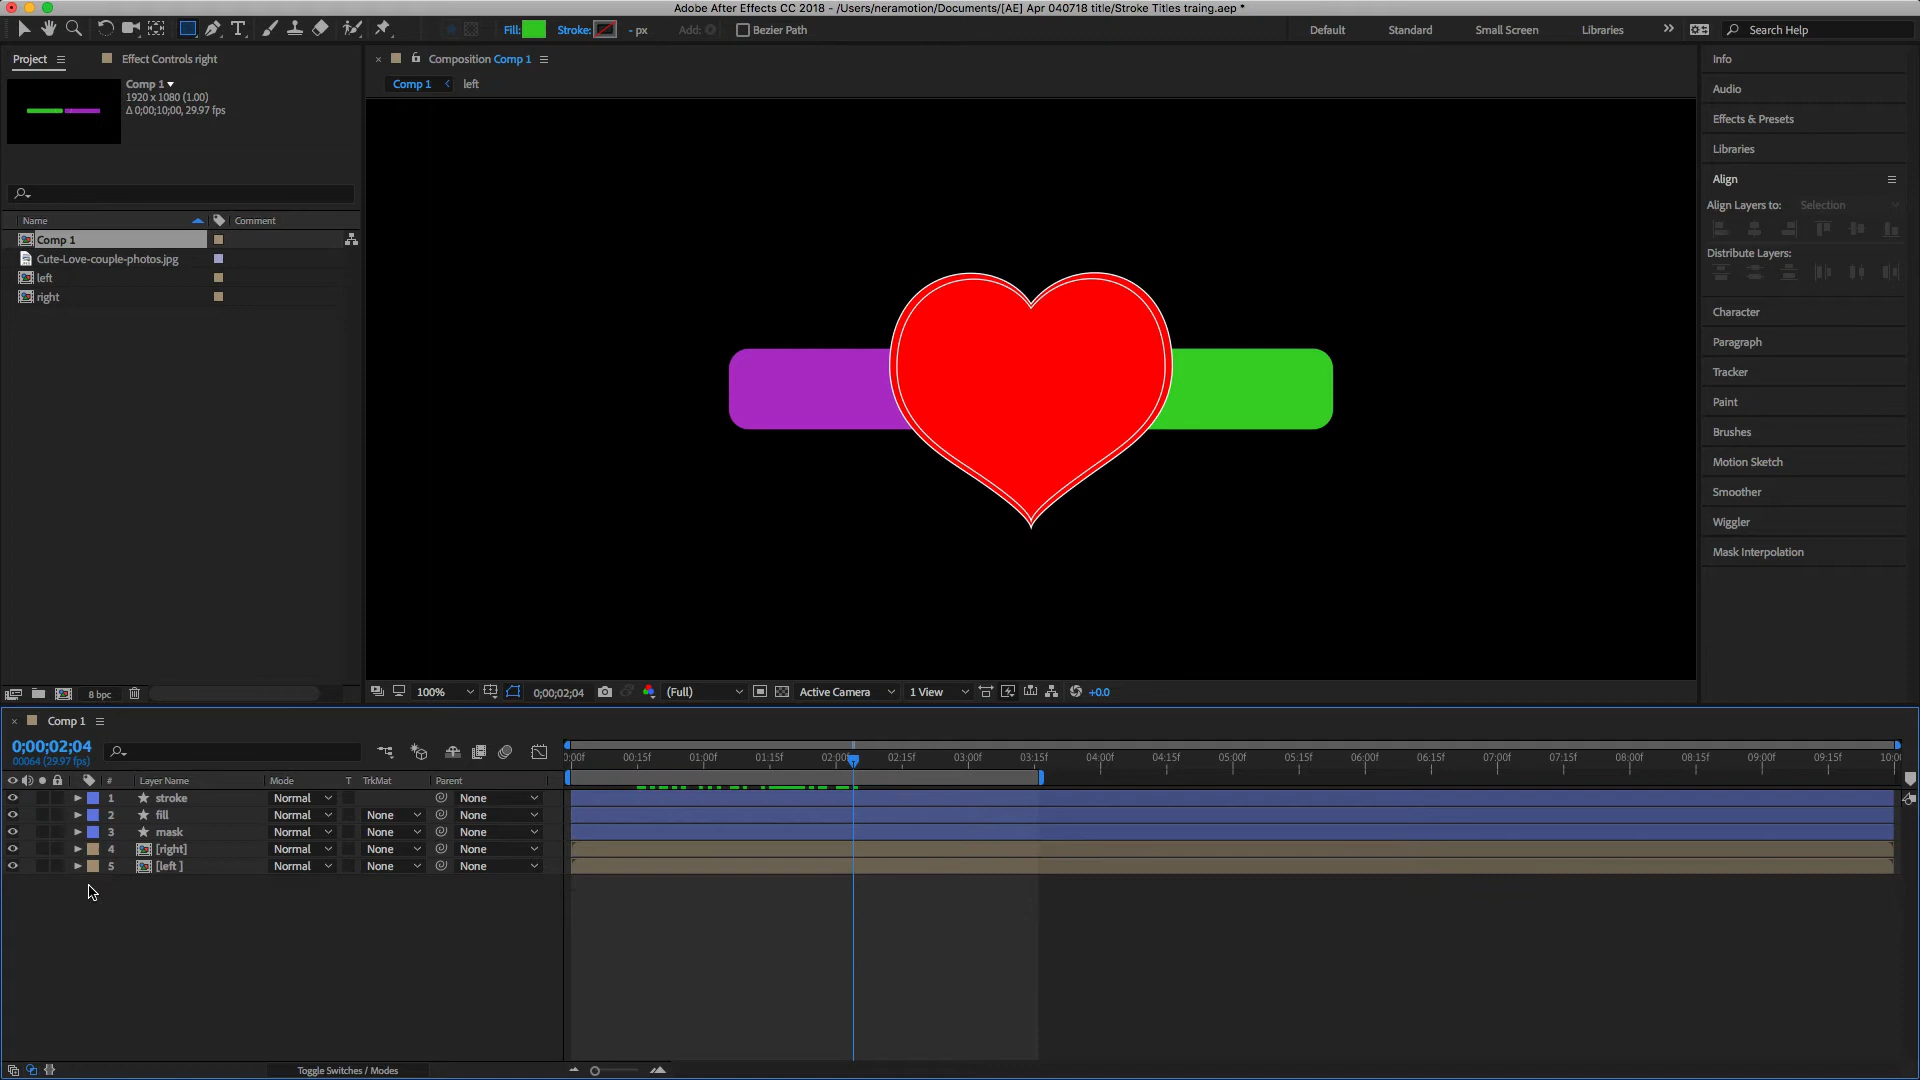 Adobe After Effects CC 2018 - /Users/neramotion/Documents/[AE] Apr 040718 title/Stroke Titles traing.aep *
Fill: Stroke: - px Add: Bezier Path Default Standard Small Screen Libraries Search Help
Project Effect Controls right
Comp 1
1920 x 1080 (1.00)
Δ 0;00;10;00, 29.97 fps
Name Comment
Comp 1
Cute-Love-couple-photos.jpg
left
right
8 bpc
Composition Comp 1
Comp 1 left
100% 0;00;02;04 (Full) Active Camera 1 View +0.0
Info
Audio
Effects & Presets
Libraries
Align
Align Layers to: Selection
Distribute Layers:
Character
Paragraph
Tracker
Paint
Brushes
Motion Sketch
Smoother
Wiggler
Mask Interpolation
Comp 1
0;00;02;04
00064 (29.97 fps)
# Layer Name Mode T TrkMat Parent
1 stroke Normal None
2 fill Normal None None
3 mask Normal None None
4 [right] Normal None None
5 [left ] Normal None None
:00f 00:15f 01:00f 01:15f 02:00f 02:15f 03:00f 03:15f 04:00f 04:15f 05:00f 05:15f 06:00f 06:15f 07:00f 07:15f 08:00f 08:15f 09:00f 09:15f 10:00
Toggle Switches / Modes